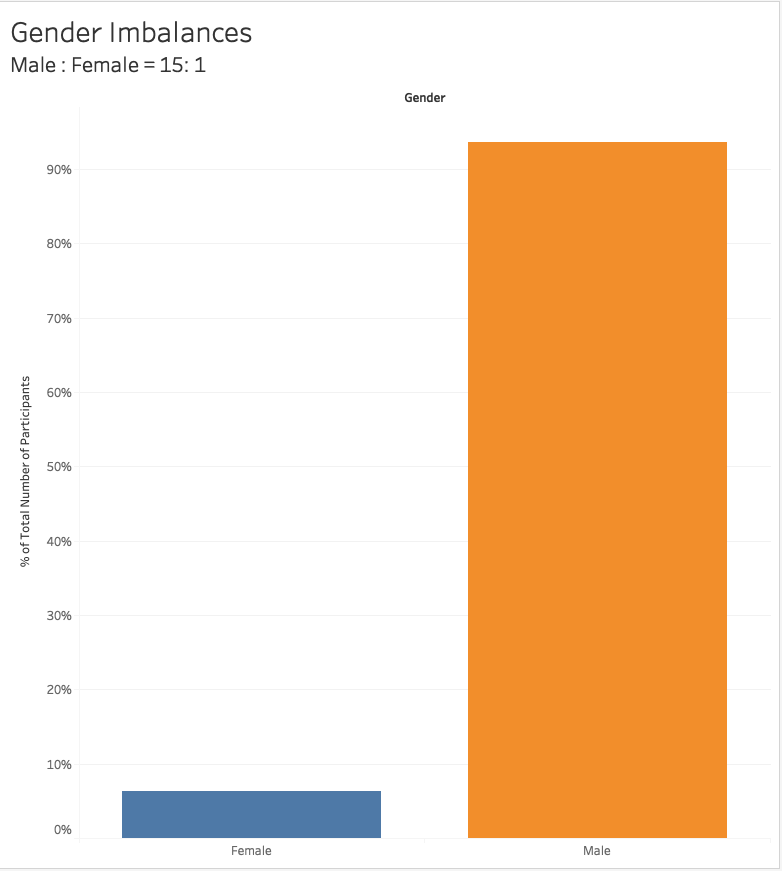 Gender Imbalances
Male : Female = 15: 1
Gender
90%
80%
70%
60%
50%
40%
30%
20%
10%
0%
% of Total Number of Participants
Female
Male